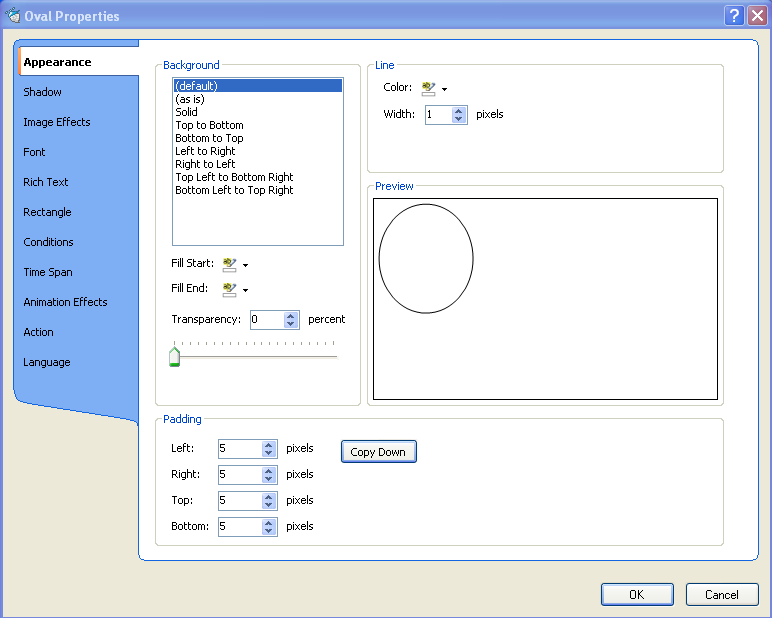 Oval Properties
Appearance
Shadow
Image Effects
Font
Rich Text
Rectangle
Conditions
Time Span
Animation Effects
Action
Language
Background
(default)
(as is)
Solid
Top to Bottom
Bottom to Top
Left to Right
Right to Left
Top Left to Bottom Right
Bottom Left to Top Right
Fill Start:
Fill End:
Transparency: 0 percent
Line
Color:
Width: 1 pixels
Preview
Padding
Left: 5 pixels
Copy Down
Right: 5 pixels
Top: 5 pixels
Bottom: 5 pixels
OK Cancel